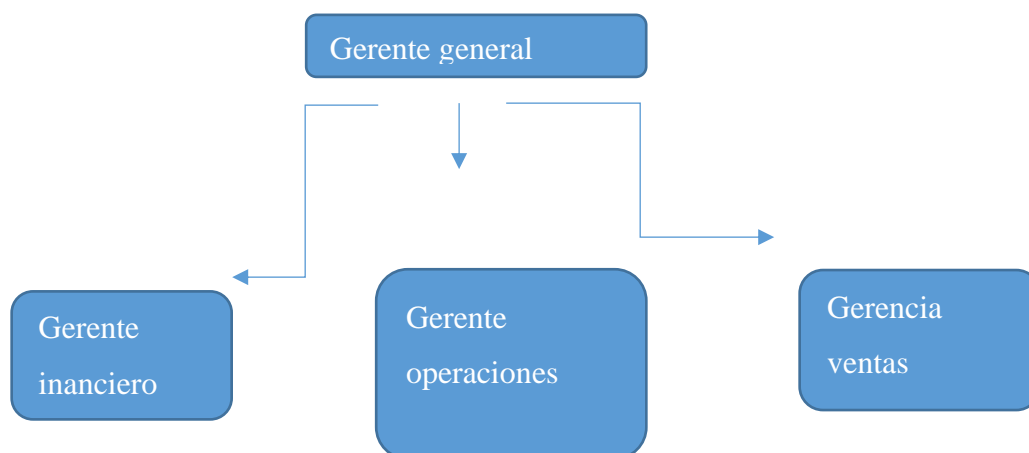 Gerente general
Gerente
inanciero
Gerente
operaciones
Gerencia
ventas